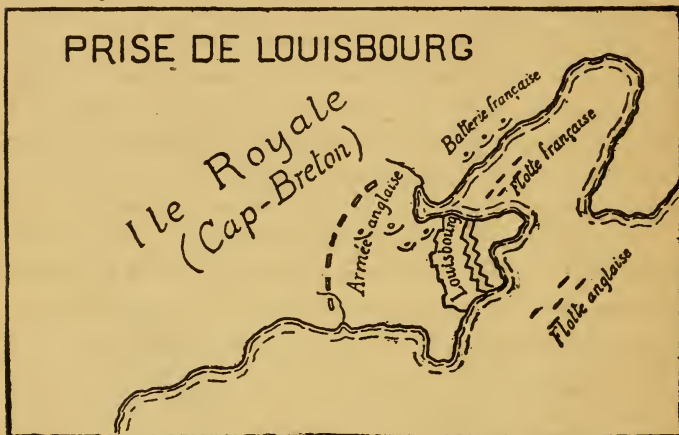 PRISE DE LOUISBOURG
Ile Royale
(Cap-Breton)
Batterie française
Flotte française
Armée anglaise
Louisbourg
Flotte anglaise